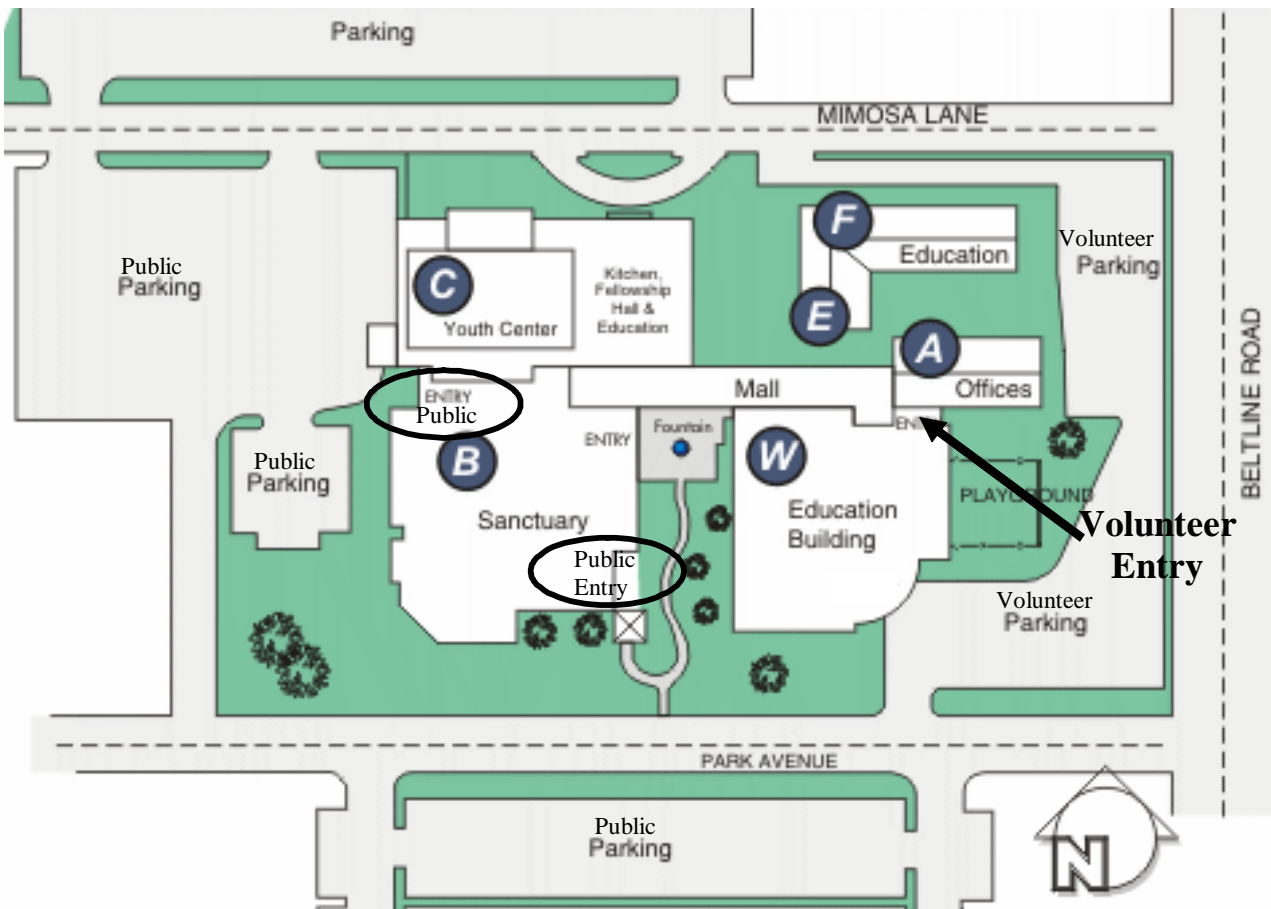 Parking
MIMOSA LANE
F
Education
Volunteer
Parking
Public
Parking
C
Youth Center
Kitchen,
Fellowship
Hall &
Education
E
A
Offices
Mall
BELTLINE ROAD
ENTRY
Public
ENTRY
Fountain
B
Sanctuary
W
Education
Building
PLAYGROUND
Public
Parking
Volunteer
Entry
Public
Entry
Volunteer
Parking
PARK AVENUE
Public
Parking
N